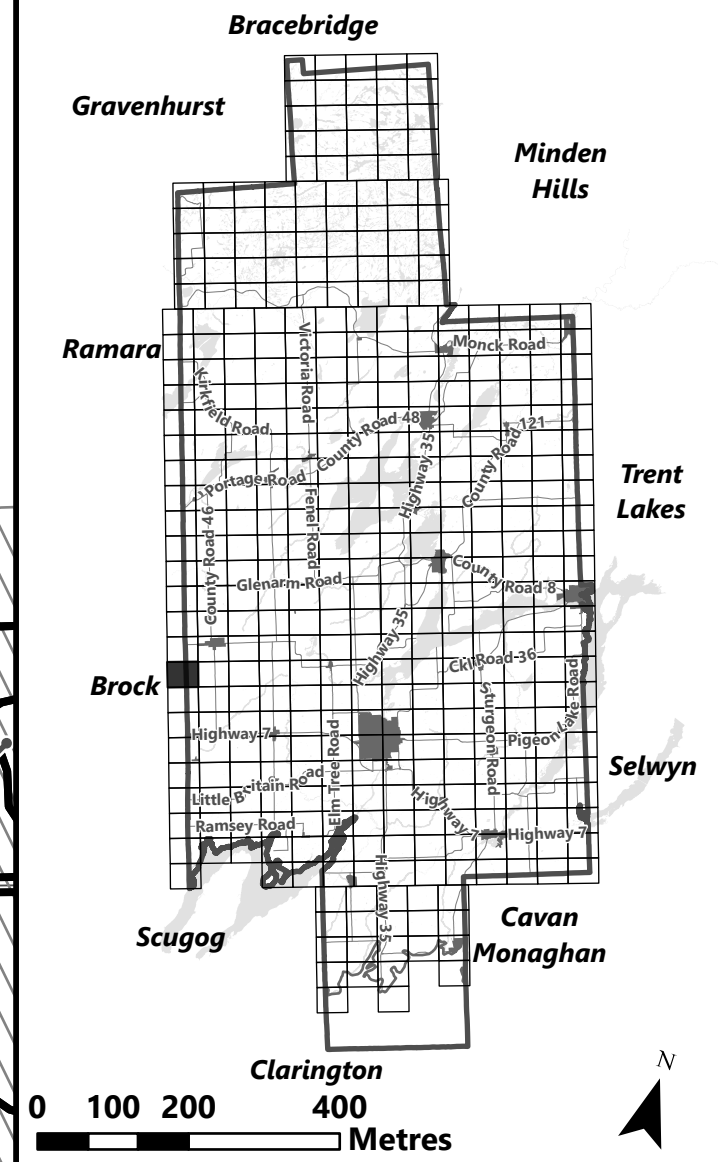 Bracebridge
Gravenhurst
Minden
Hills
Ramara
Monck Road
Victoria Road
Kirkfield Road
County Road 48
County Road 121
Highway 35
Portage Road
Trent
Lakes
Fenel Road
County Road 46
Glenarm Road
County Road 8
Highway 35
Ckl Road 36
Brock
Sturgeon Road
Pigeon Lake Road
Highway 7
Elm Tree Road
Selwyn
Little Britain Road
Highway 7
Ramsey Road
Highway 7
Highway 35
Scugog
Cavan
Monaghan
Clarington
N
0 100 200 400
Metres